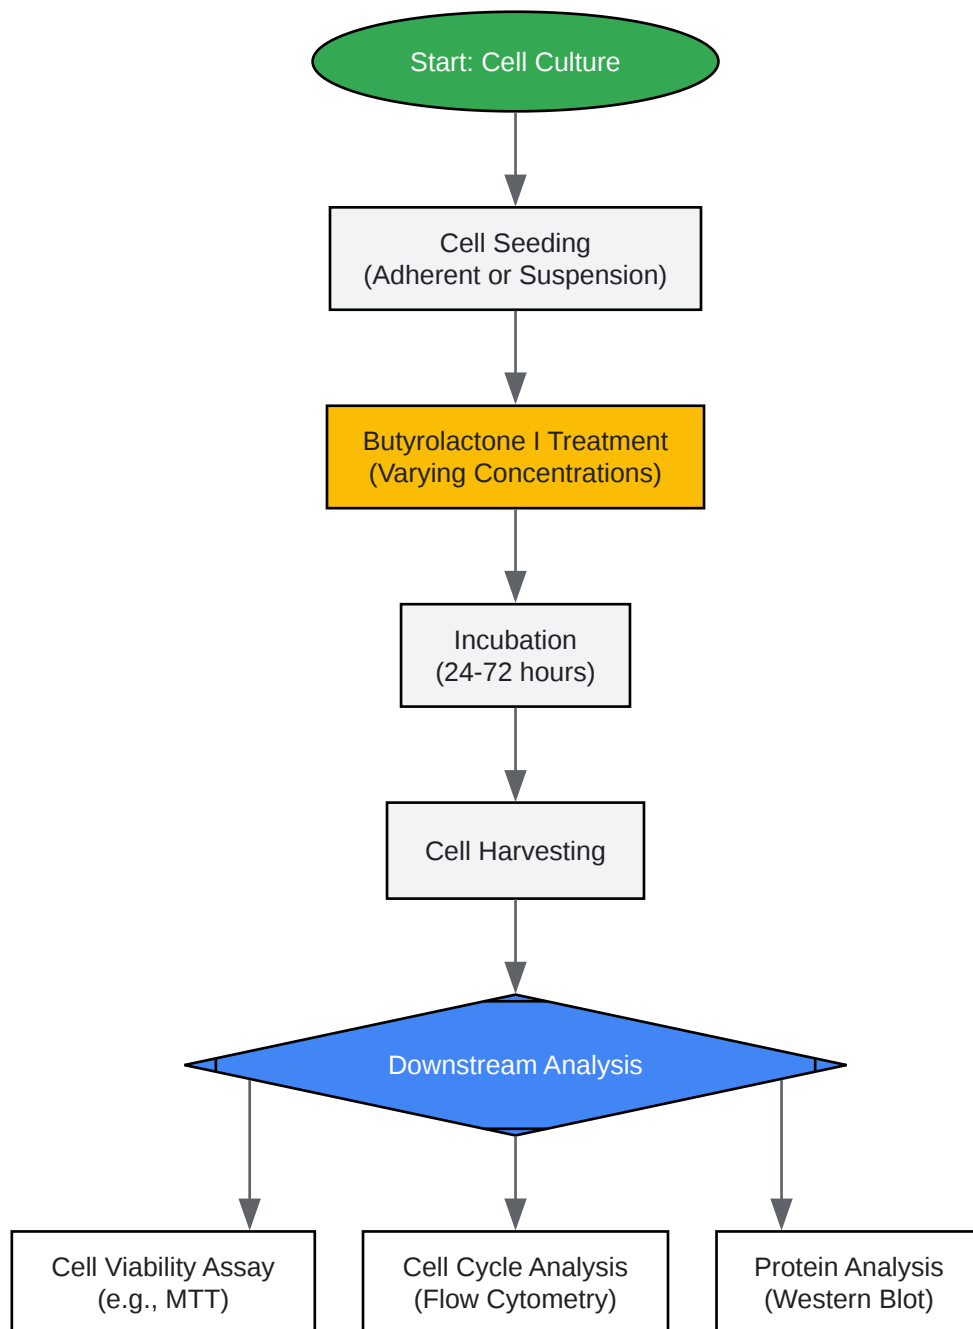 Start: Cell Culture
Cell Seeding
(Adherent or Suspension)
Butyrolactone I Treatment
(Varying Concentrations)
Incubation
(24-72 hours)
Cell Harvesting
Downstream Analysis
Cell Viability Assay
(e.g., MTT)
Cell Cycle Analysis
(Flow Cytometry)
Protein Analysis
(Western Blot)